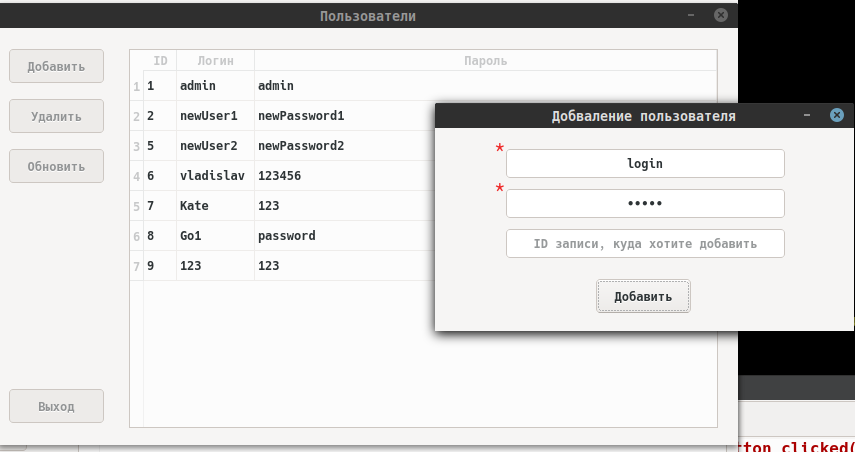 Пользователи
Добавить
Удалить
Обновить
Выход
ID Логин Пароль
1 1 admin admin
2 2 newUser1 newPassword1
3 5 newUser2 newPassword2
4 6 vladislav 123456
5 7 Kate 123
6 8 Go1 password
7 9 123 123
Добваление пользователя
* login
* •••••
ID записи, куда хотите добавить
Добавить
tton clicked(